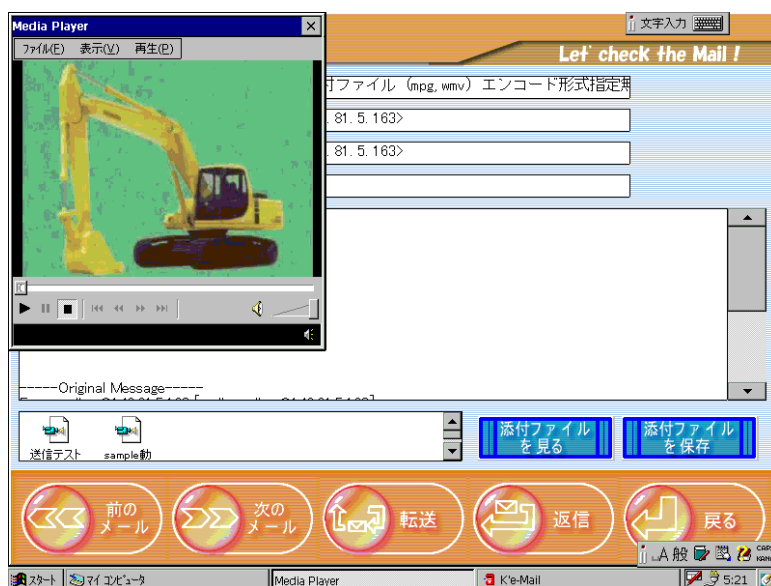 Media Player
文字入力
ファイル(F) 表示(V) 再生(P)
Let' check the Mail !
付ファイル (mpg,wmv) エンコード形式指定無
. 81. 5. 163>
. 81. 5. 163>
-----Original Message-----
送信テスト
sample動
添付ファイル
を見る
添付ファイル
を保存
前の
メール
次の
メール
転送
返信
戻る
A 般
CAPS
KANA
スタート
マイ コンピュータ
Media Player
K'e-Mail
5:21